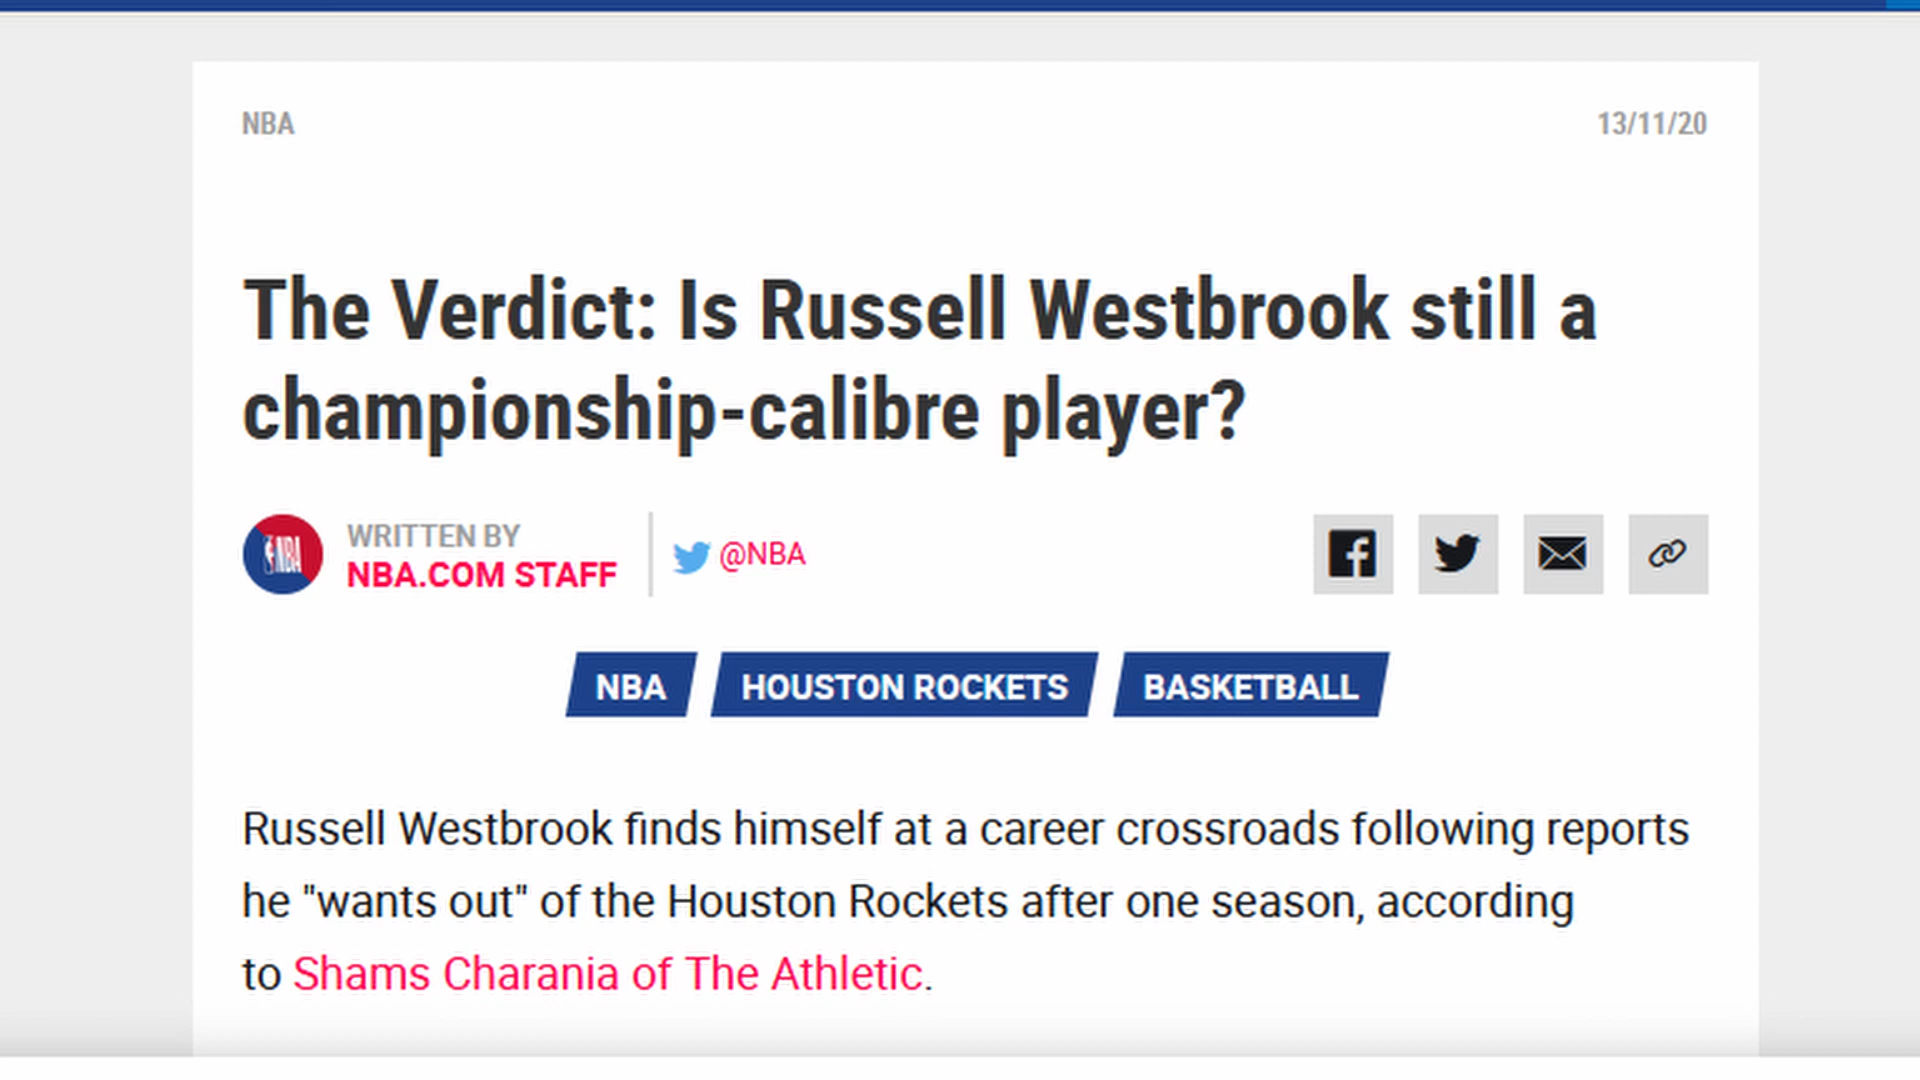 NBA
13/11/20
The Verdict: Is Russell Westbrook still a
championship-calibre player?
NBA
WRITTEN BY
NBA.COM STAFF
@NBA
NBA
HOUSTON ROCKETS
BASKETBALL
Russell Westbrook finds himself at a career crossroads following reports
he "wants out" of the Houston Rockets after one season, according
to Shams Charania of The Athletic.